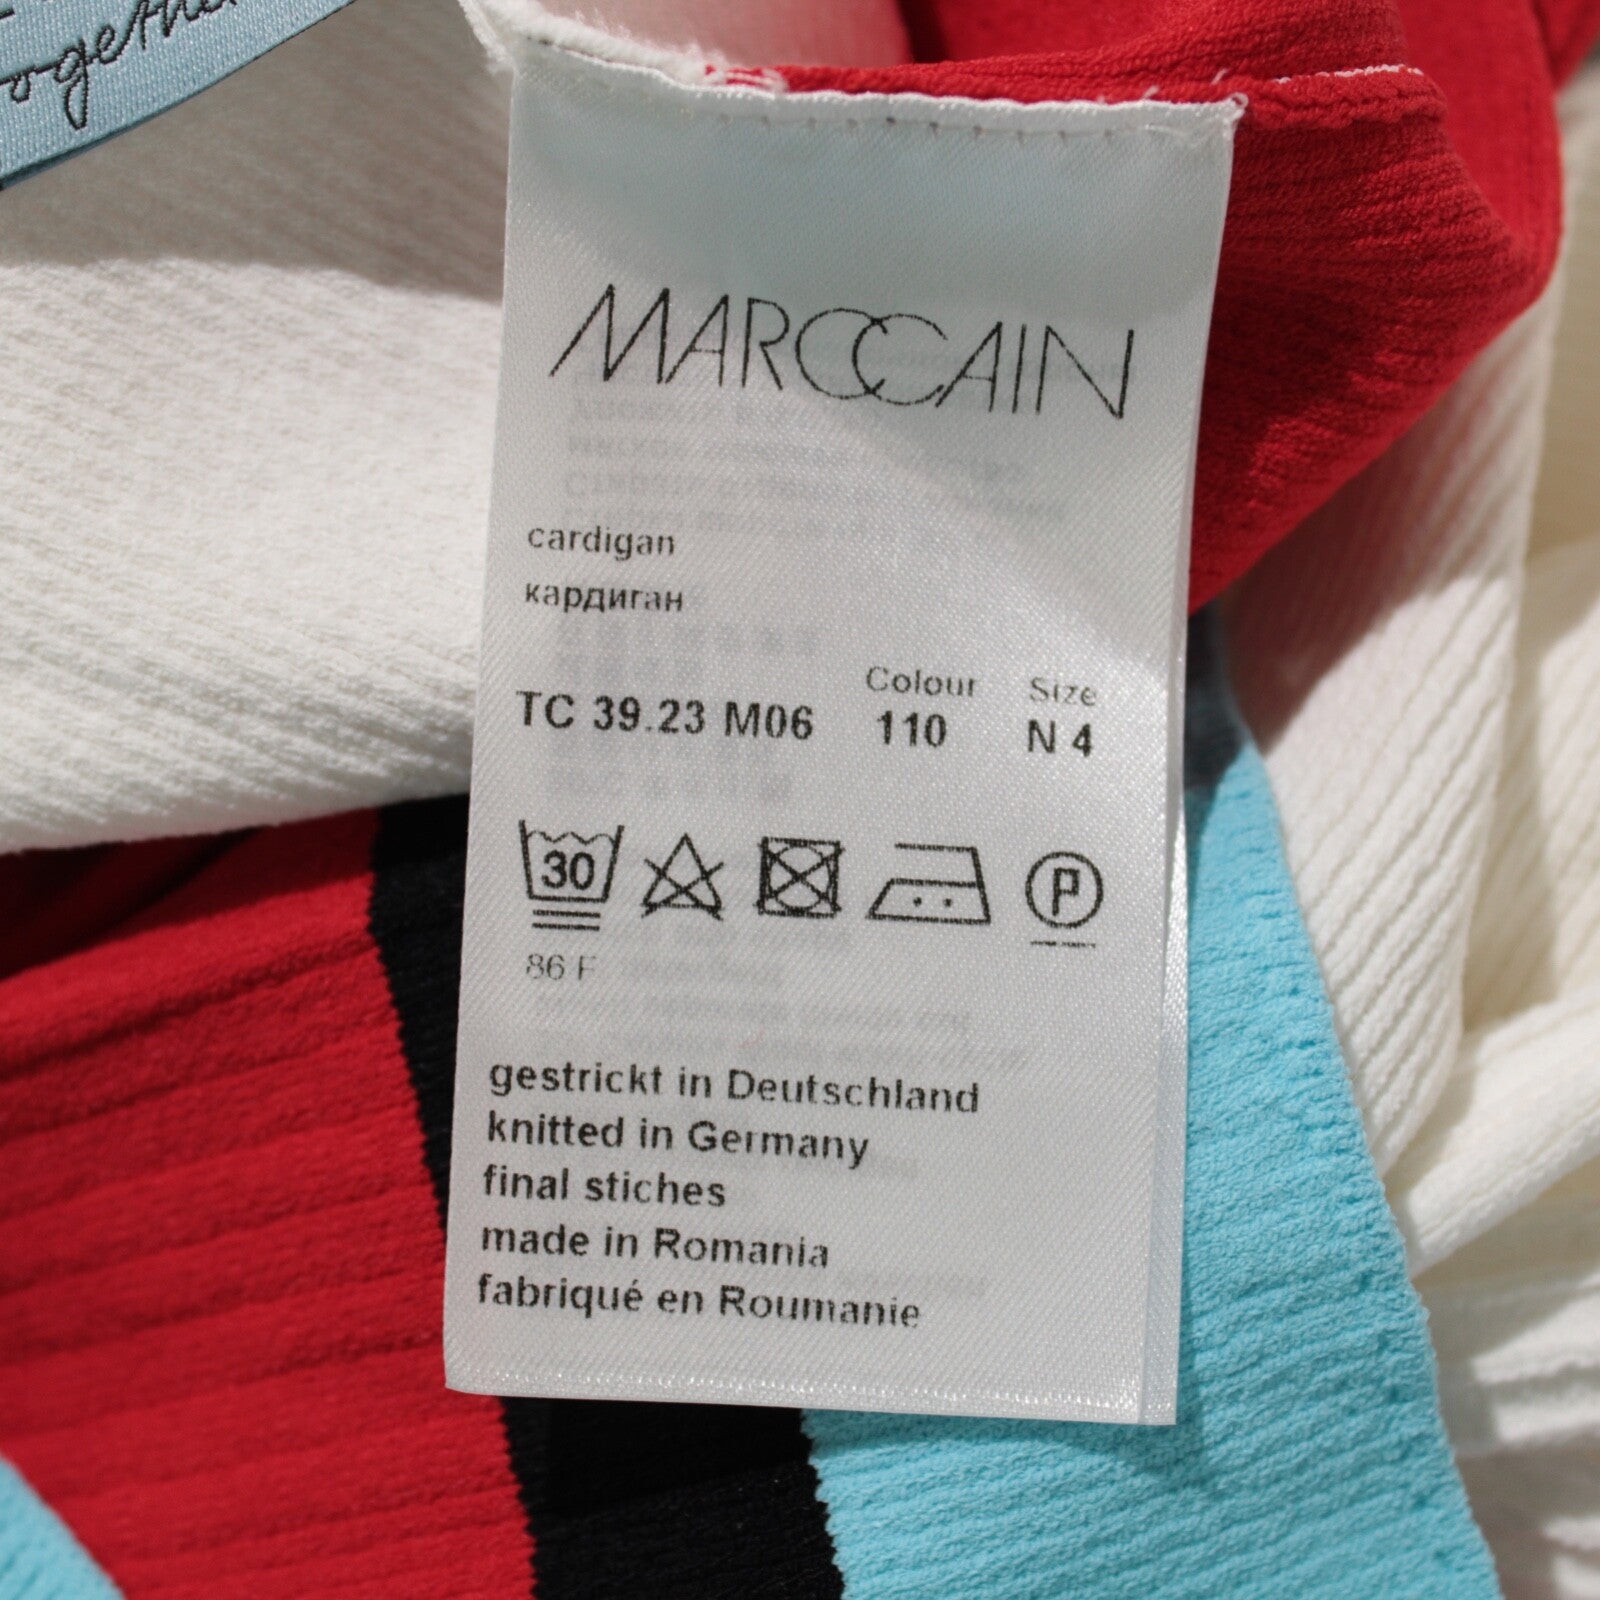 ogether
MARCCAIN
cardigan
кардиган
Colour Size
TC 39.23 M06 110 N 4
30
P
86 F
gestrickt in Deutschland
knitted in Germany
final stiches
made in Romania
fabriqué en Roumanie